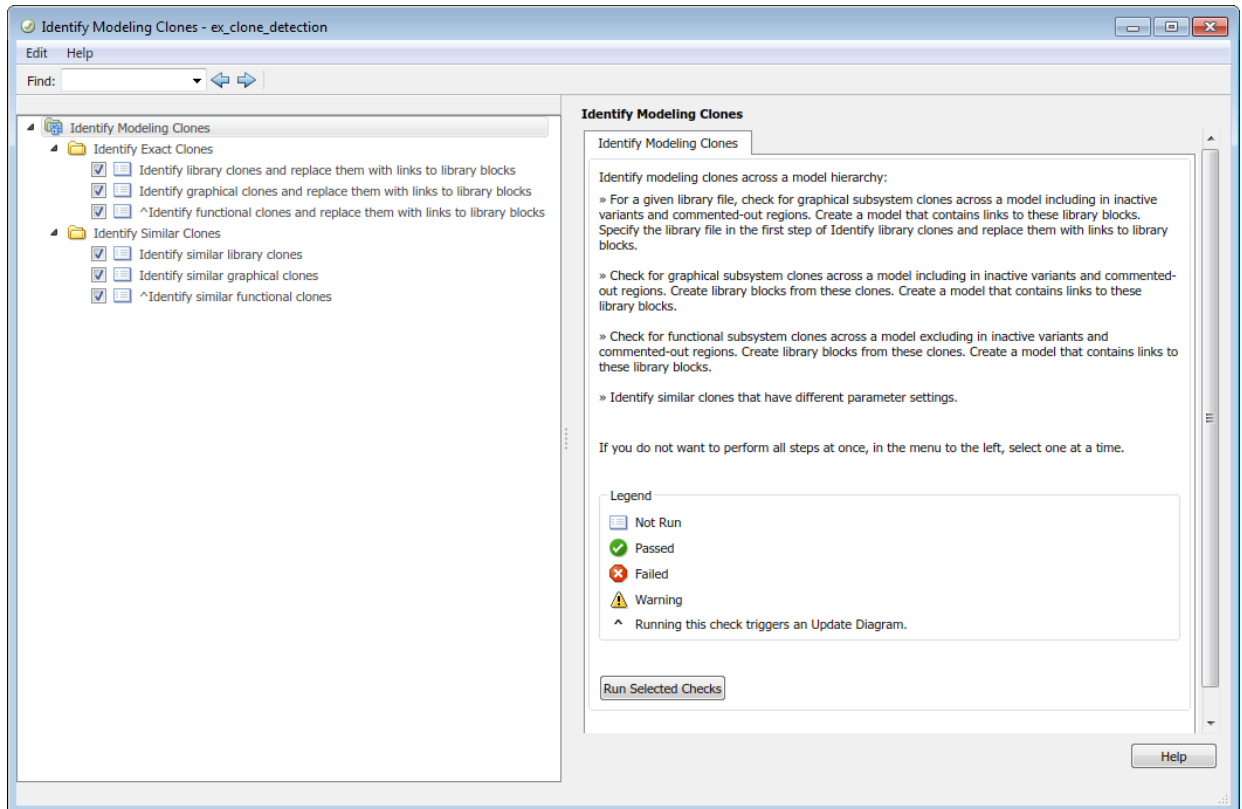 Identify Modeling Clones - ex_clone_detection
Edit Help
Find:
Identify Modeling Clones
Identify Exact Clones
Identify library clones and replace them with links to library blocks
Identify graphical clones and replace them with links to library blocks
^Identify functional clones and replace them with links to library blocks
Identify Similar Clones
Identify similar library clones
Identify similar graphical clones
^Identify similar functional clones
Identify Modeling Clones
Identify Modeling Clones
Identify modeling clones across a model hierarchy:
» For a given library file, check for graphical subsystem clones across a model including in inactive
variants and commented-out regions. Create a model that contains links to these library blocks.
Specify the library file in the first step of Identify library clones and replace them with links to library
blocks.
» Check for graphical subsystem clones across a model including in inactive variants and commented-
out regions. Create library blocks from these clones. Create a model that contains links to these
library blocks.
» Check for functional subsystem clones across a model excluding in inactive variants and
commented-out regions. Create library blocks from these clones. Create a model that contains links to
these library blocks.
» Identify similar clones that have different parameter settings.
If you do not want to perform all steps at once, in the menu to the left, select one at a time.
Legend
Not Run
Passed
Failed
Warning
^ Running this check triggers an Update Diagram.
Run Selected Checks
Help